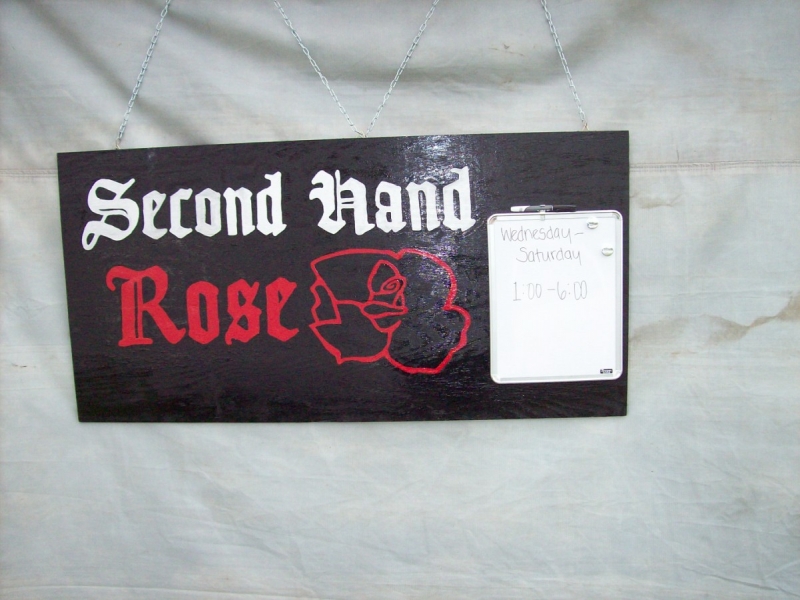 Second Hand
Rose
Wednesday -
Saturday
1:00 - 6:00